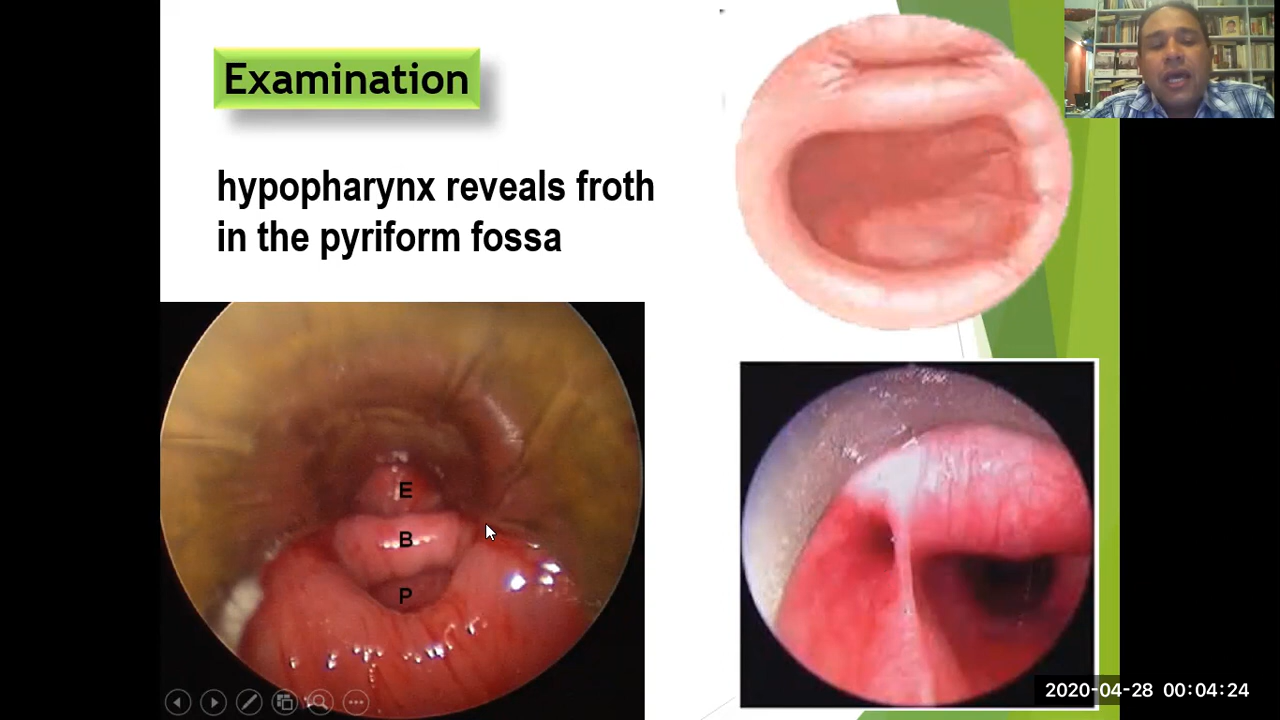 Examination
hypopharynx reveals froth
in the pyriform fossa
E
B
P
2020-04-28 00:04:24